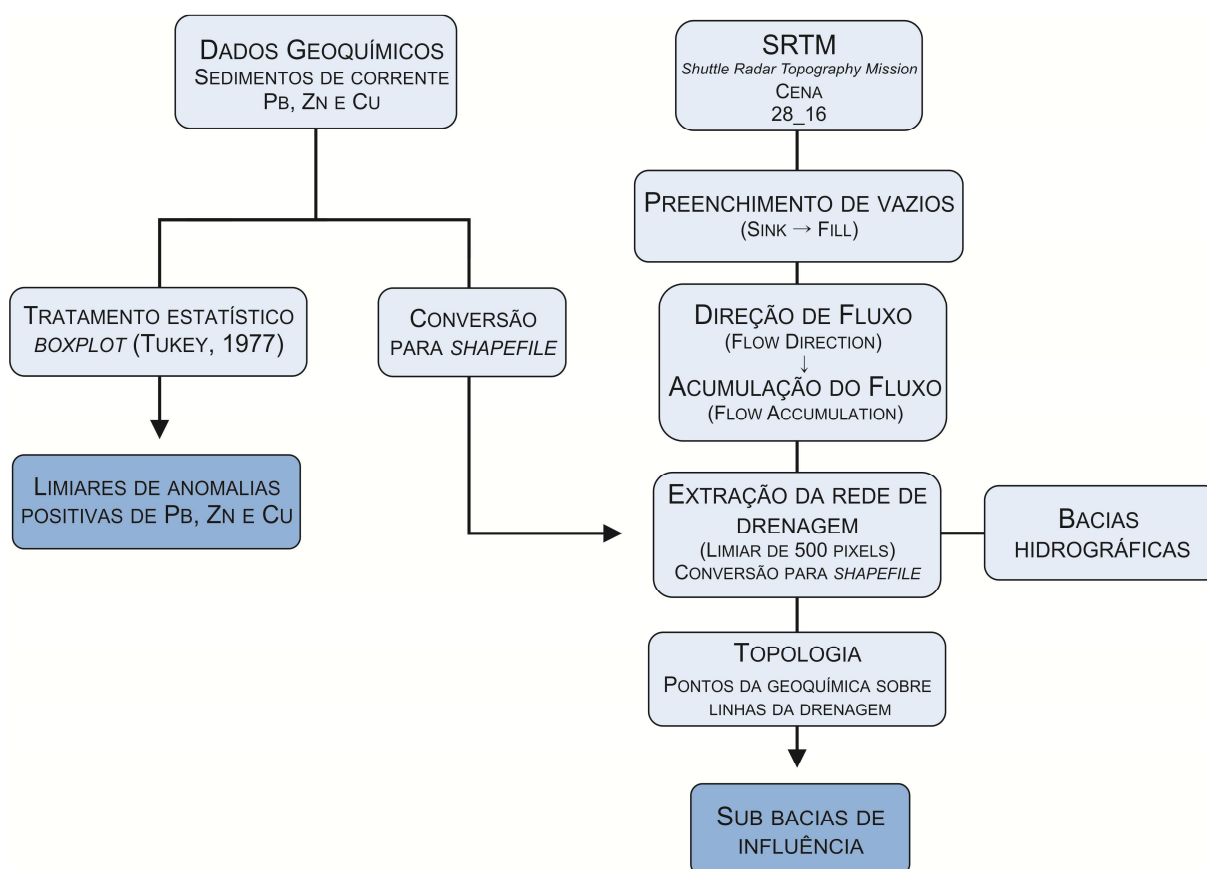 DADOS GEOQUÍMICOS
SEDIMENTOS DE CORRENTE
PB, ZN E CU
SRTM
Shuttle Radar Topography Mission
CENA
28_16
PREENCHIMENTO DE VAZIOS
(SINK → FILL)
TRATAMENTO ESTATÍSTICO
BOXPLOT (TUKEY, 1977)
CONVERSÃO
PARA SHAPEFILE
DIREÇÃO DE FLUXO
(FLOW DIRECTION)
↓
ACUMULAÇÃO DO FLUXO
(FLOW ACCUMULATION)
LIMIARES DE ANOMALIAS
POSITIVAS DE PB, ZN E CU
EXTRAÇÃO DA REDE DE
DRENAGEM
(LIMIAR DE 500 PIXELS)
CONVERSÃO PARA SHAPEFILE
BACIAS
HIDROGRÁFICAS
TOPOLOGIA
PONTOS DA GEOQUÍMICA SOBRE
LINHAS DA DRENAGEM
SUB BACIAS DE
INFLUÊNCIA